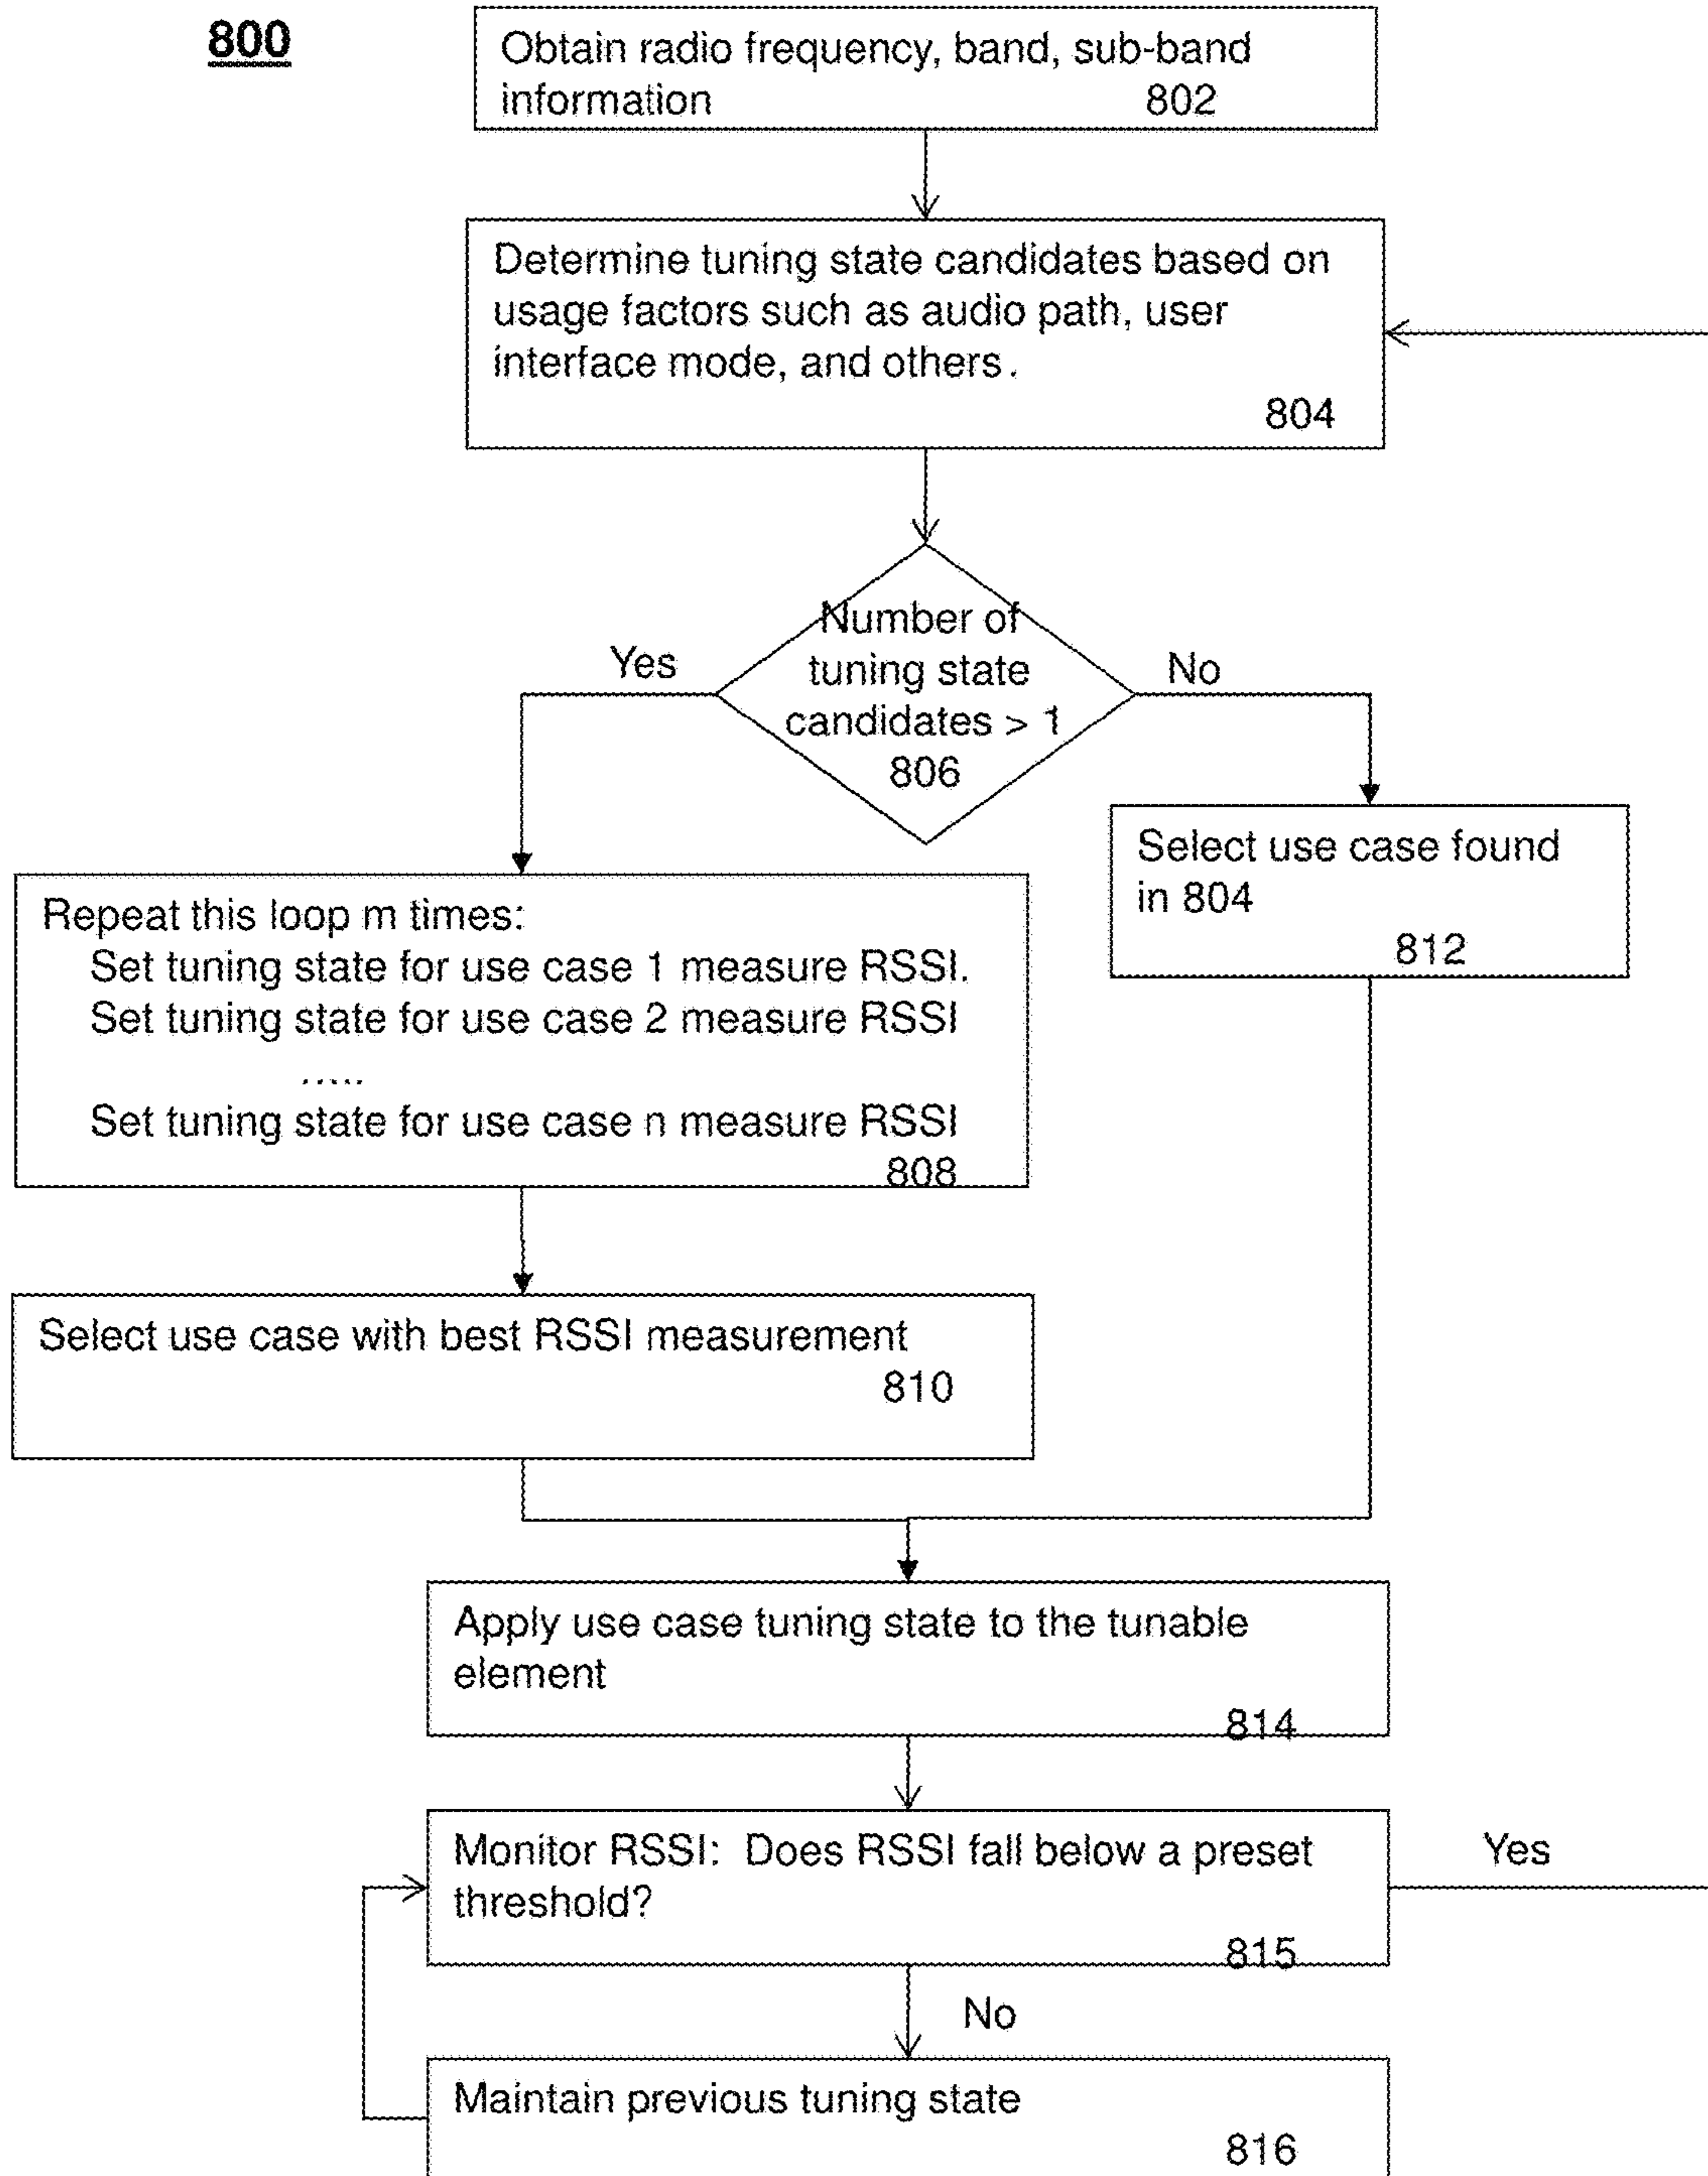 800
Obtain radio frequency, band, sub-band
information 802
Determine tuning state candidates based on
usage factors such as audio path, user
interface mode, and others.
804
Number of
tuning state
candidates > 1
806
Yes
No
Select use case found
in 804
812
Repeat this loop m times:
Set tuning state for use case 1 measure RSSI.
Set tuning state for use case 2 measure RSSI
.....
Set tuning state for use case n measure RSSI
808
Select use case with best RSSI measurement
810
Apply use case tuning state to the tunable
element
814
Monitor RSSI: Does RSSI fall below a preset
threshold?
815
Yes
No
Maintain previous tuning state
816